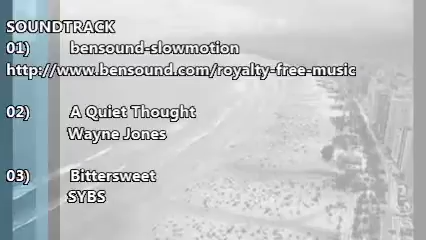 SOUNDTRACK
01) bensound-slowmotion
http://www.bensound.com/royalty-free-music
02) A Quiet Thought
Wayne Jones
03) Bittersweet
SYBS